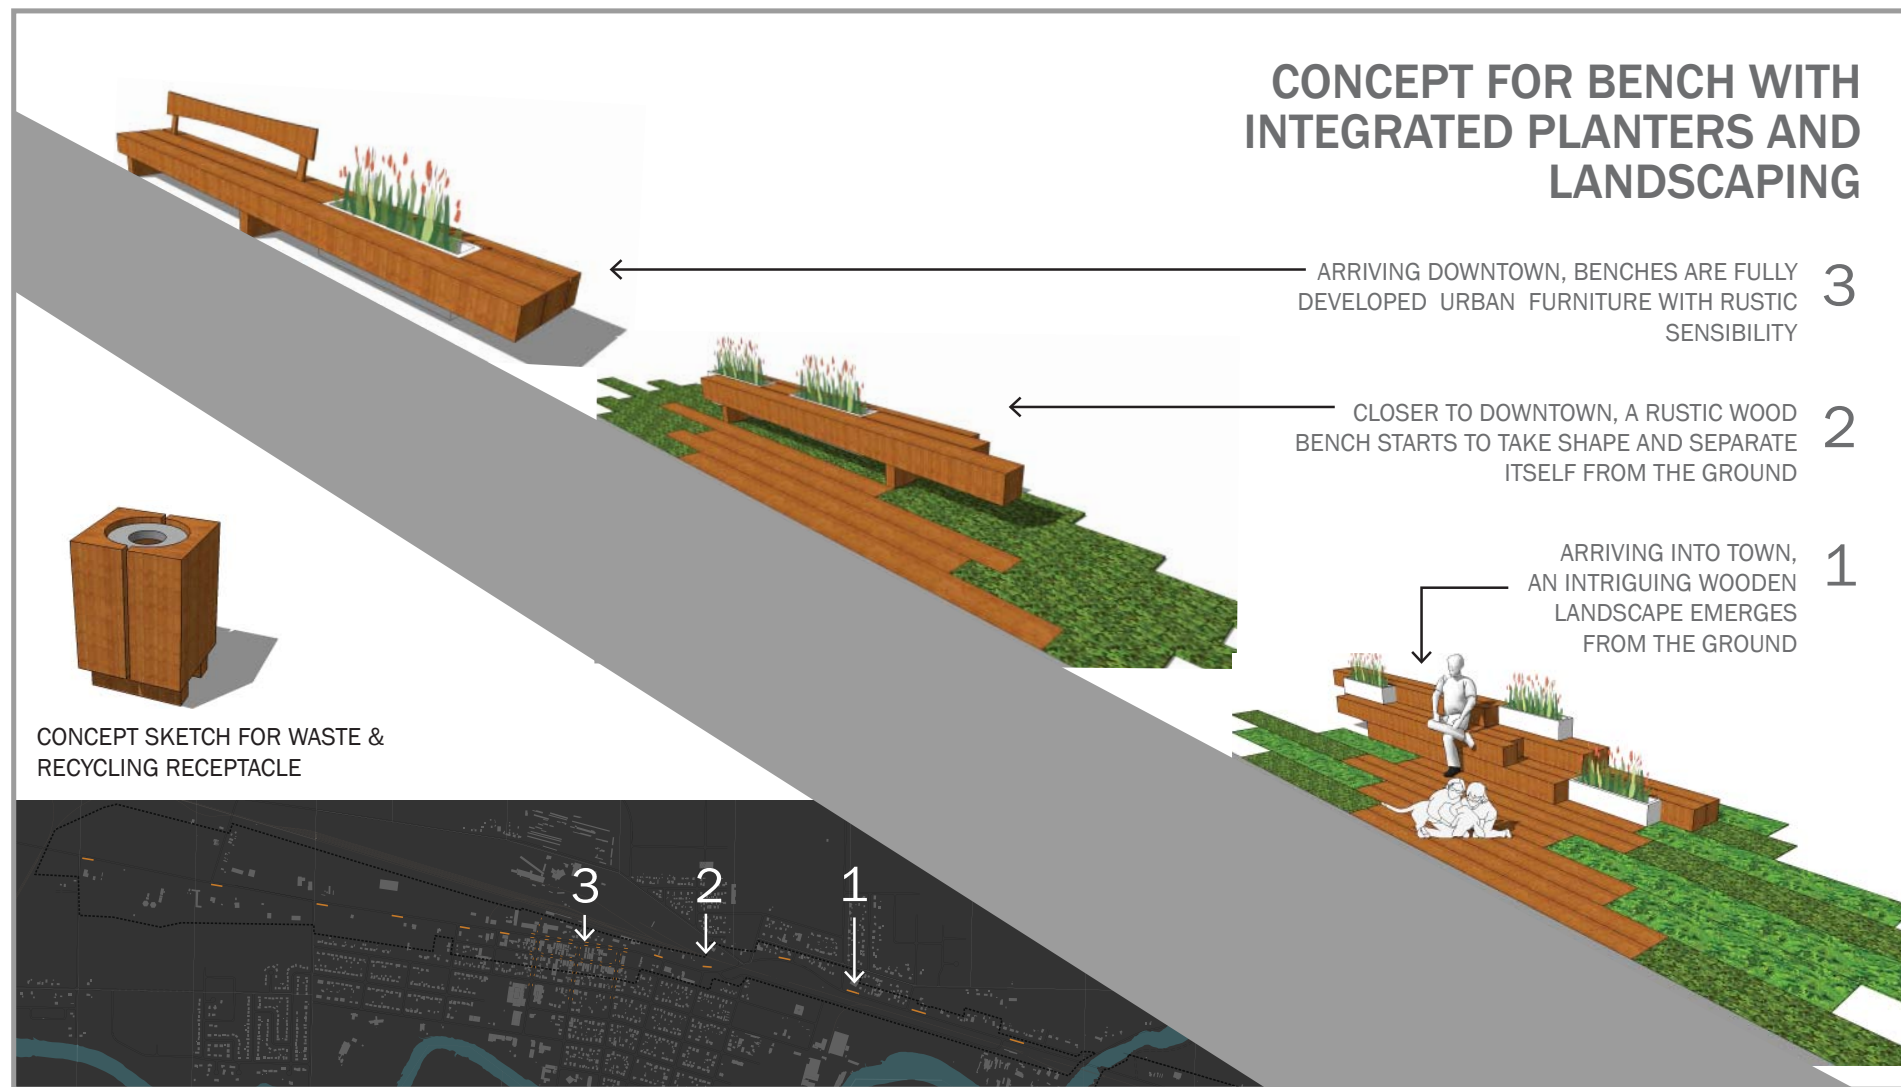 CONCEPT FOR BENCH WITH
INTEGRATED PLANTERS AND
LANDSCAPING
ARRIVING DOWNTOWN, BENCHES ARE FULLY
DEVELOPED URBAN FURNITURE WITH RUSTIC
SENSIBILITY
3
CLOSER TO DOWNTOWN, A RUSTIC WOOD
BENCH STARTS TO TAKE SHAPE AND SEPARATE
ITSELF FROM THE GROUND
2
ARRIVING INTO TOWN,
AN INTRIGUING WOODEN
LANDSCAPE EMERGES
FROM THE GROUND
1
CONCEPT SKETCH FOR WASTE &
RECYCLING RECEPTACLE
3
2
1